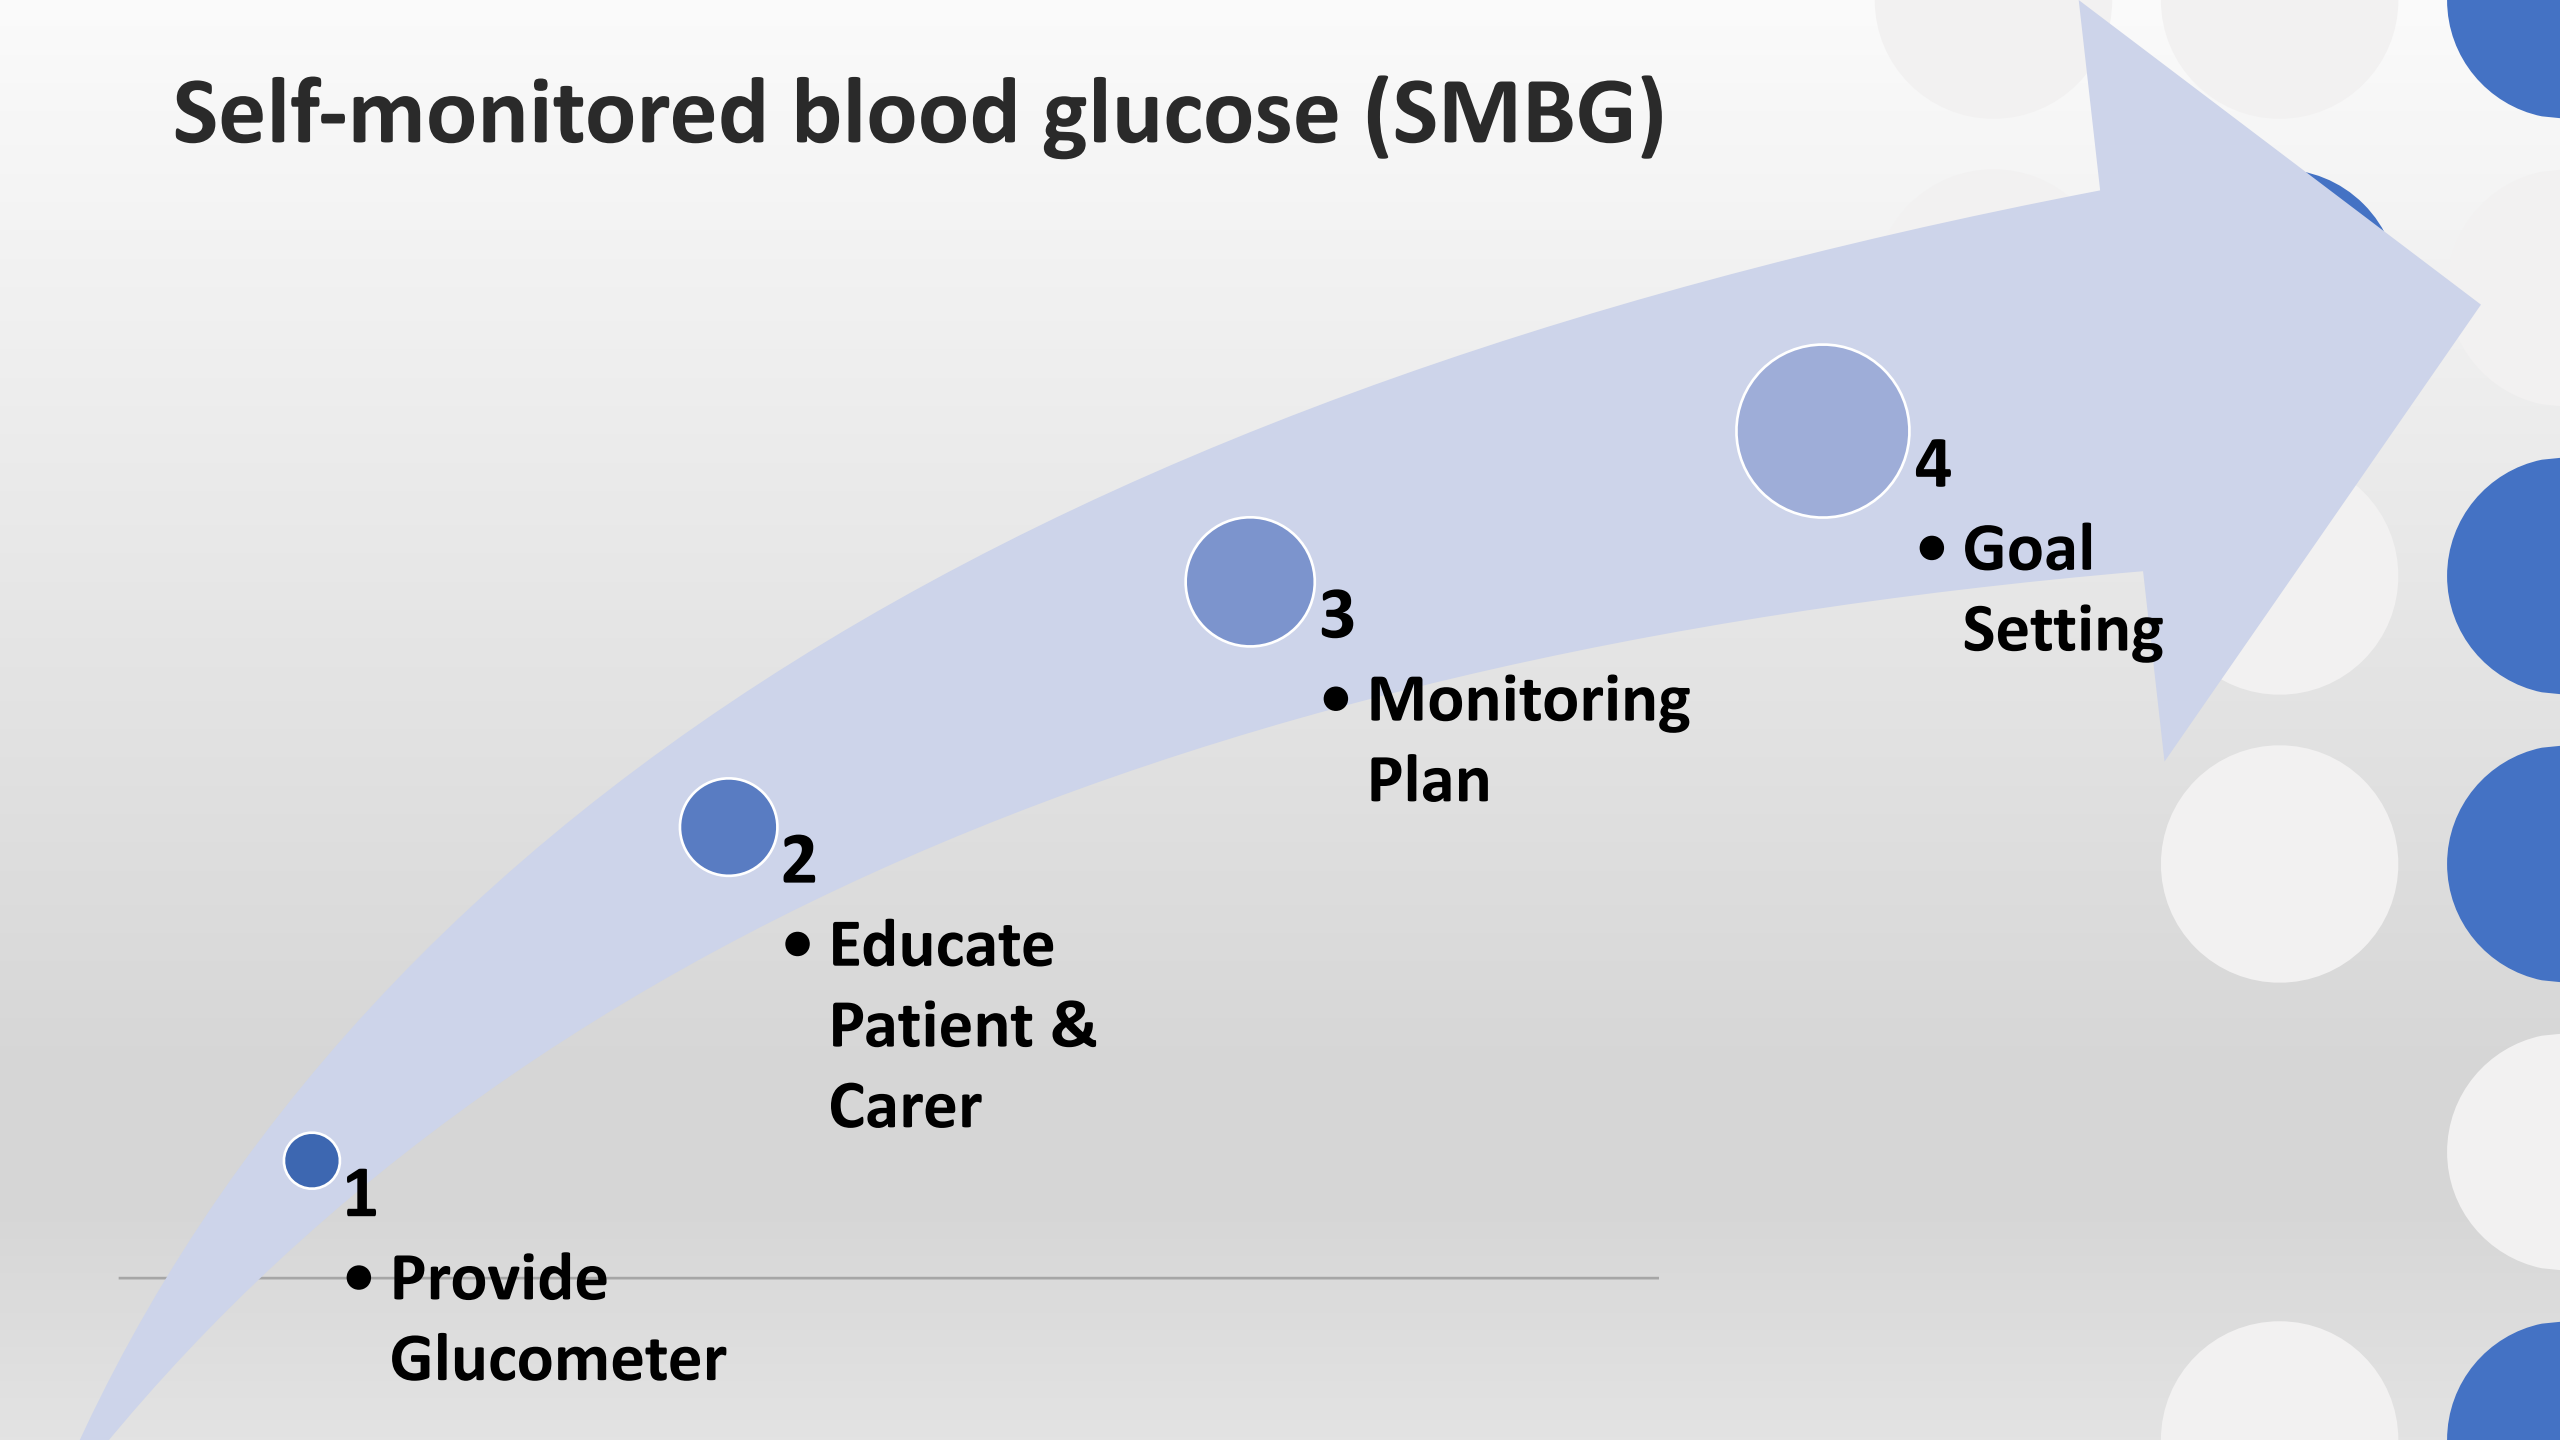 Self-monitored blood glucose (SMBG)
1
• Provide
Glucometer
2
• Educate
Patient &
Carer
3
• Monitoring
Plan
4
• Goal
Setting